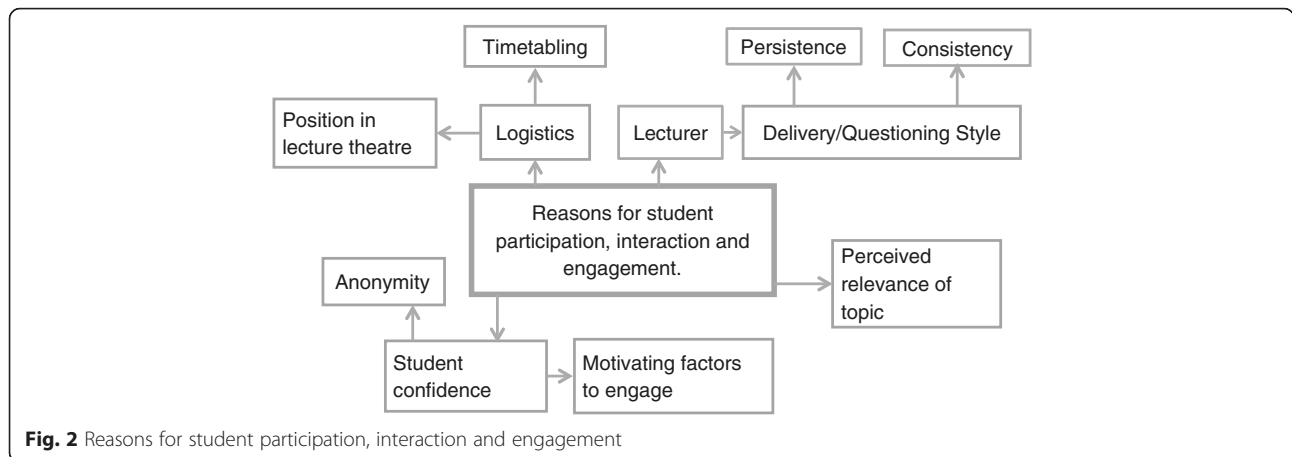 Timetabling
Persistence
Consistency
Position in
lecture theatre
Logistics
Lecturer
Delivery/Questioning Style
Reasons for student
participation, interaction and
engagement.
Perceived
relevance of
topic
Anonymity
Student
confidence
Motivating factors
to engage
Fig. 2 Reasons for student participation, interaction and engagement